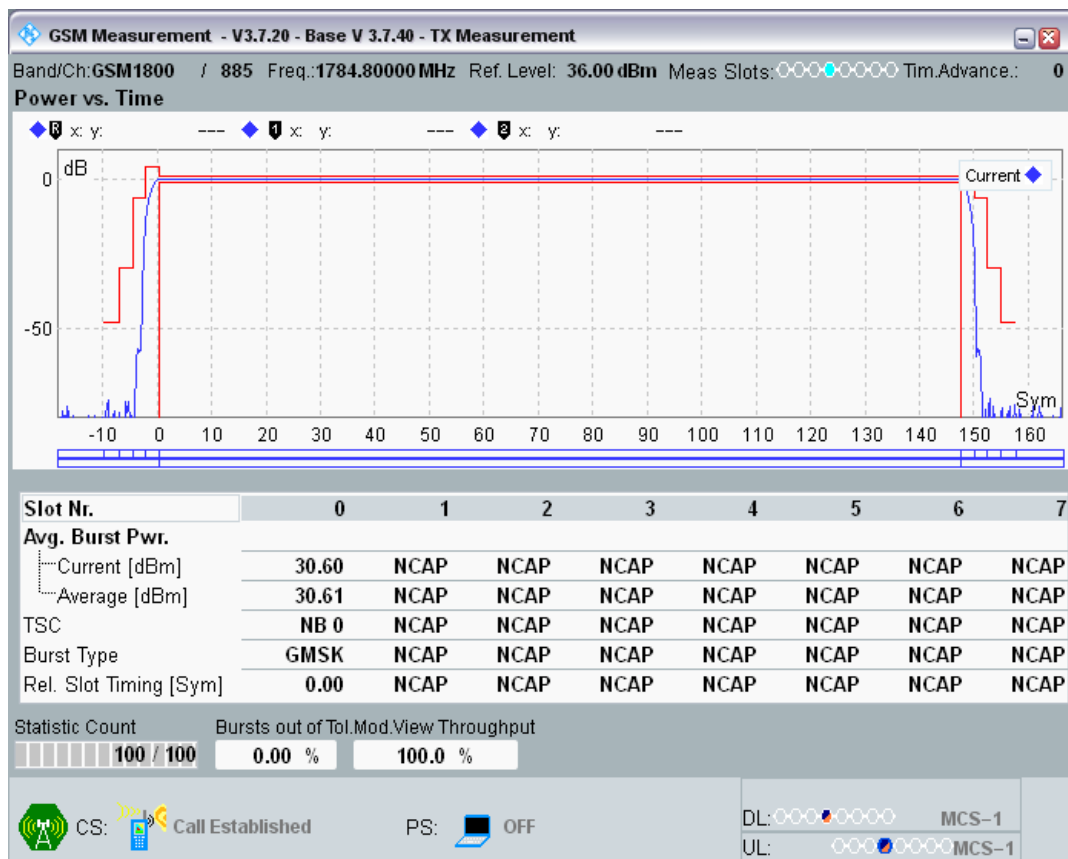 GSM Measurement - V3.7.20 - Base V 3.7.40 - TX Measurement
Band/Ch:GSM1800 / 885 Freq.:1784.80000 MHz Ref. Level: 36.00 dBm Meas Slots: Tim.Advance.: 0
Power vs. Time
R x: y: --- 1 x: y: --- 2 x: y: ---
dB
Current
0
-50
Sym
-10 0 10 20 30 40 50 60 70 80 90 100 110 120 130 140 150 160
Slot Nr. 0 1 2 3 4 5 6 7
Avg. Burst Pwr.
Current [dBm] 30.60 NCAP NCAP NCAP NCAP NCAP NCAP NCAP
Average [dBm] 30.61 NCAP NCAP NCAP NCAP NCAP NCAP NCAP
TSC NB 0 NCAP NCAP NCAP NCAP NCAP NCAP NCAP
Burst Type GMSK NCAP NCAP NCAP NCAP NCAP NCAP NCAP
Rel. Slot Timing [Sym] 0.00 NCAP NCAP NCAP NCAP NCAP NCAP NCAP
Statistic Count Bursts out of Tol. Mod.View Throughput
100 / 100 0.00 % 100.0 %
CS: Call Established PS: OFF
DL: MCS-1
UL: MCS-1